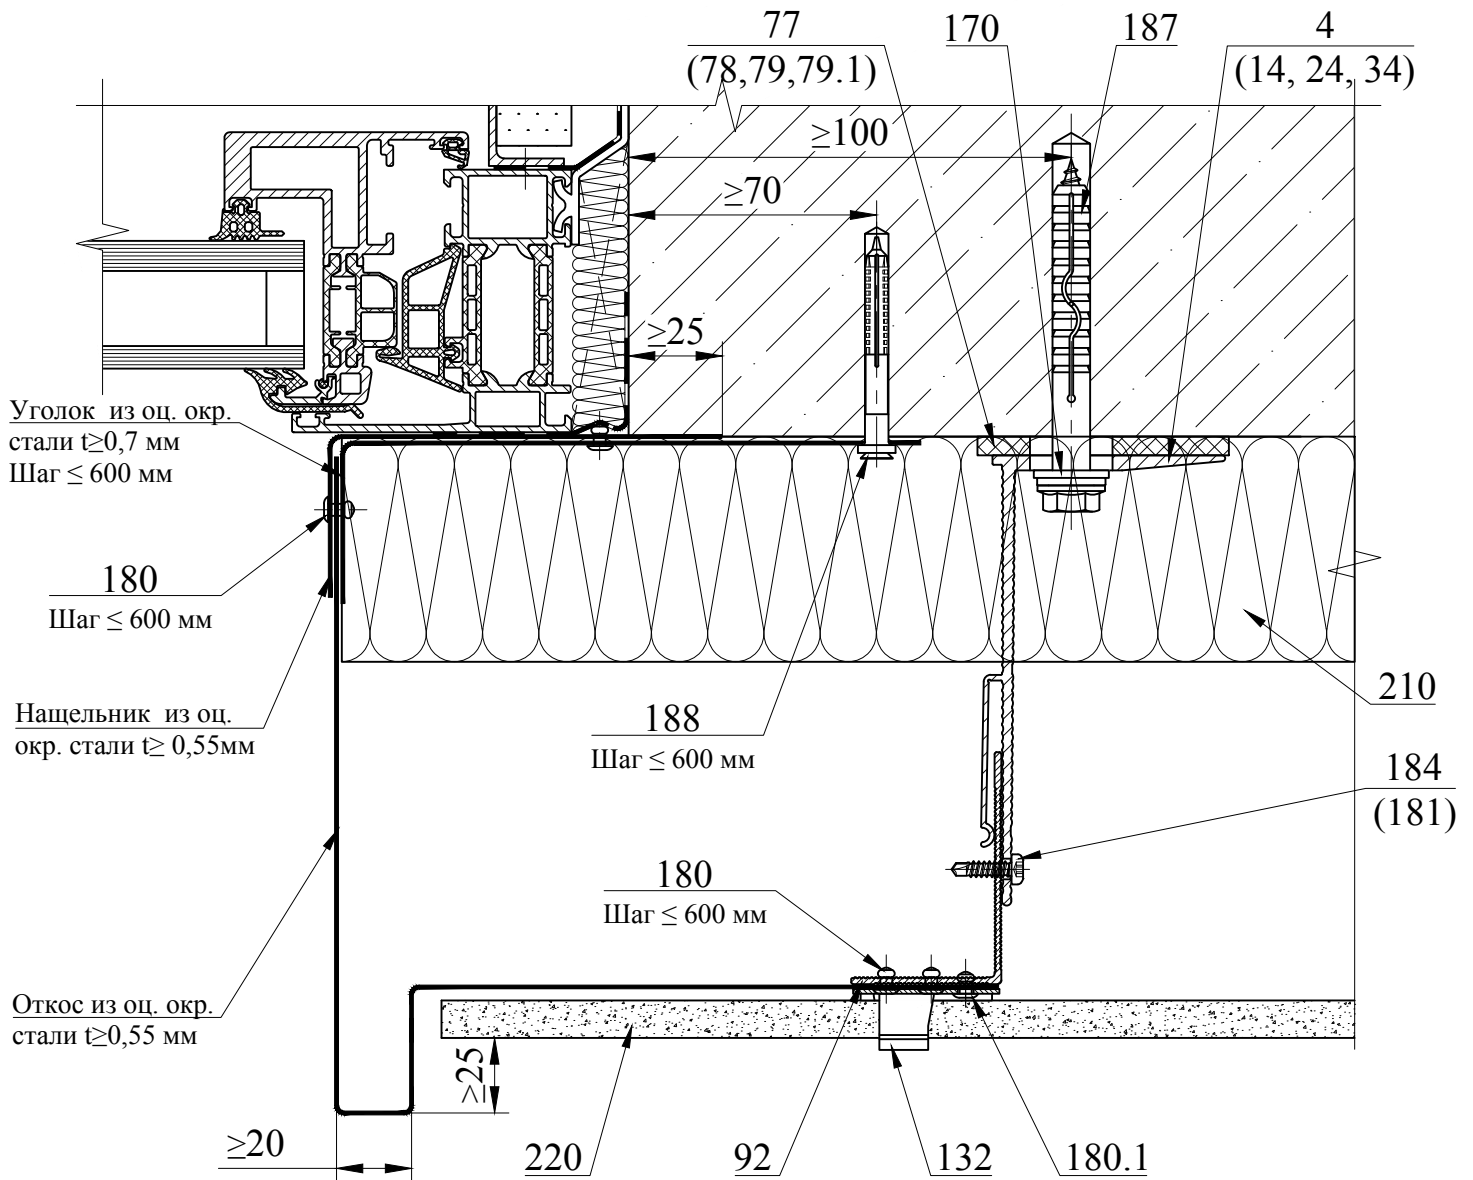 77
(78,79,79.1)
170
187
4
(14, 24, 34)
≥100
≥70
≥25
Уголок из оц. окр.
стали t≥0,7 мм
Шаг ≤ 600 мм
180
Шаг ≤ 600 мм
Нащельник из оц.
окр. стали t≥ 0,55мм
188
Шаг ≤ 600 мм
210
184
(181)
180
Шаг ≤ 600 мм
Откос из оц. окр.
стали t≥0,55 мм
≥25
≥20
220
92
132
180.1